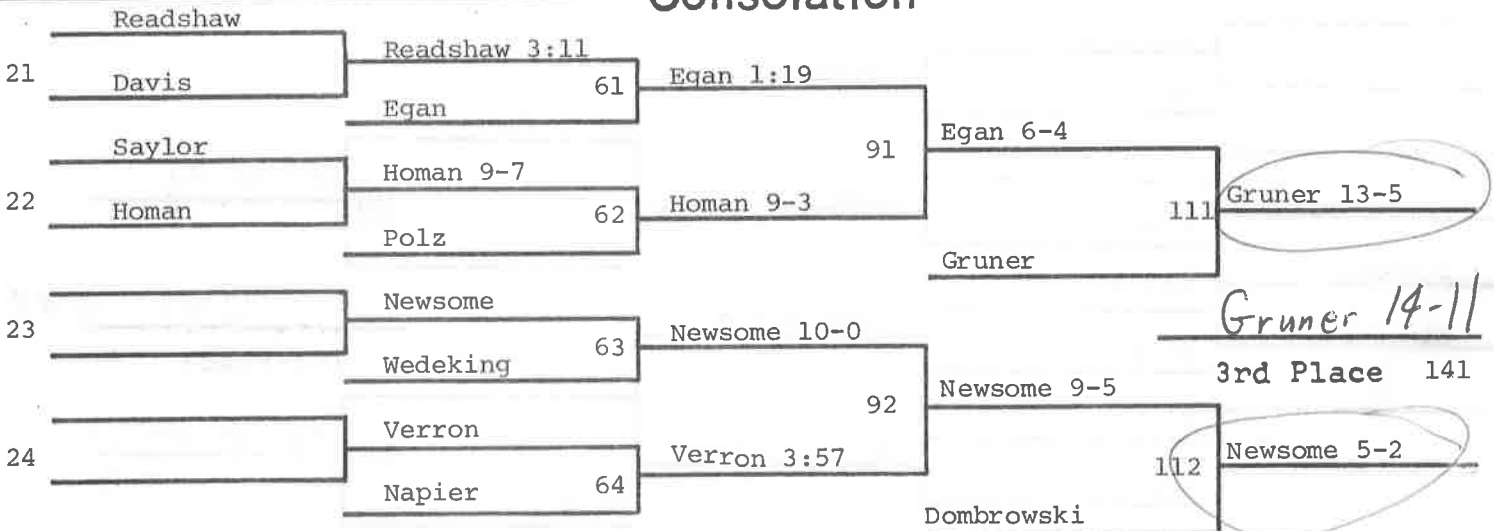 Consolation
Readshaw
21
Davis
Readshaw 3:11
61
Egan
Egan 1:19
Saylor
22
Homan
Homan 9-7
62
Polz
Homan 9-3
91
Egan 6-4
Gruner
111
Gruner 13-5
23
Newsome
63
Wedeking
Newsome 10-0
24
Verron
64
Napier
Verron 3:57
92
Newsome 9-5
Dombrowski
112
Newsome 5-2
Gruner 14-11
3rd Place 141